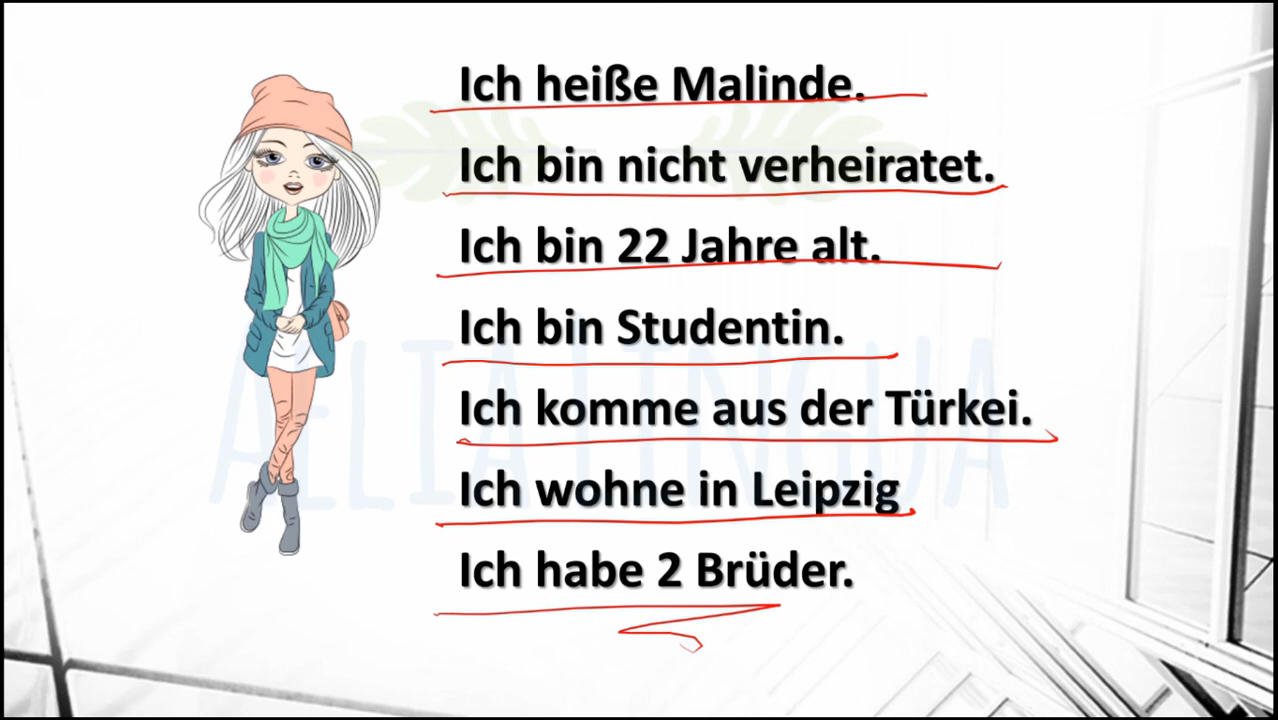 Ich heiße Malinde.
Ich bin nicht verheiratet.
Ich bin 22 Jahre alt.
Ich bin Studentin.
Ich komme aus der Türkei.
Ich wohne in Leipzig
Ich habe 2 Brüder.
AELIALINGUA